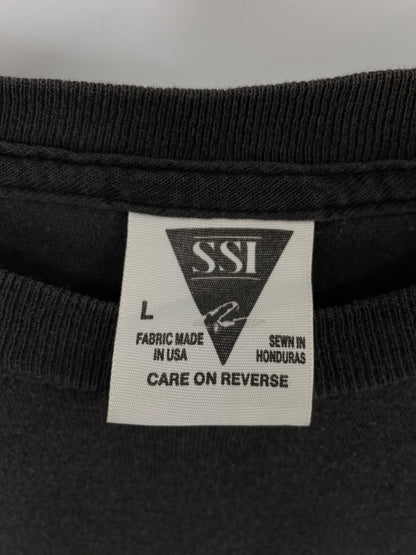 SSI
L
FABRIC MADE
IN USA
SEWN IN
HONDURAS
CARE ON REVERSE